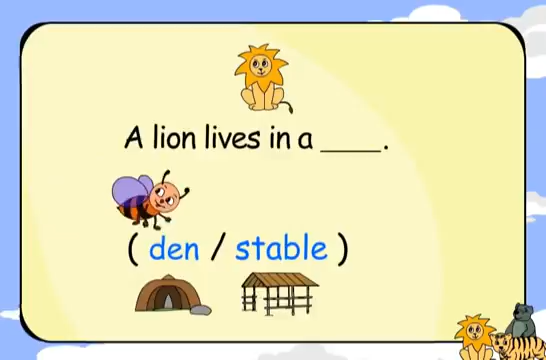 A lion lives in a ____.
( den / stable )